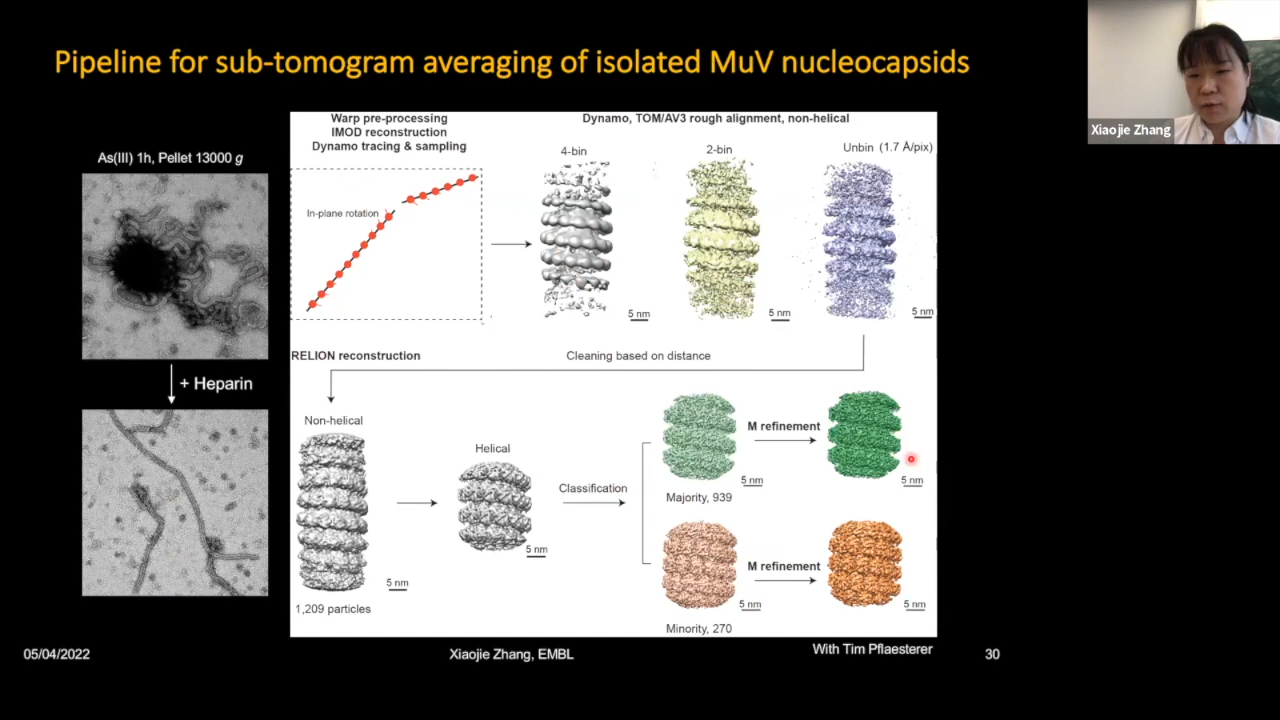 Pipeline for sub-tomogram averaging of isolated MuV nucleocapsids
Xiaojie Zhang
As(III) 1h, Pellet 13000 g
+ Heparin
Warp pre-processing
IMOD reconstruction
Dynamo tracing & sampling
In-plane rotation
Dynamo, TOM/AV3 rough alignment, non-helical
4-bin
2-bin
Unbin (1.7 Å/pix)
5 nm
5 nm
5 nm
RELION reconstruction
Cleaning based on distance
Non-helical
5 nm
1,209 particles
Helical
5 nm
Classification
M refinement
5 nm
5 nm
Majority, 939
M refinement
5 nm
5 nm
Minority, 270
05/04/2022
Xiaojie Zhang, EMBL
With Tim Pflaesterer
30